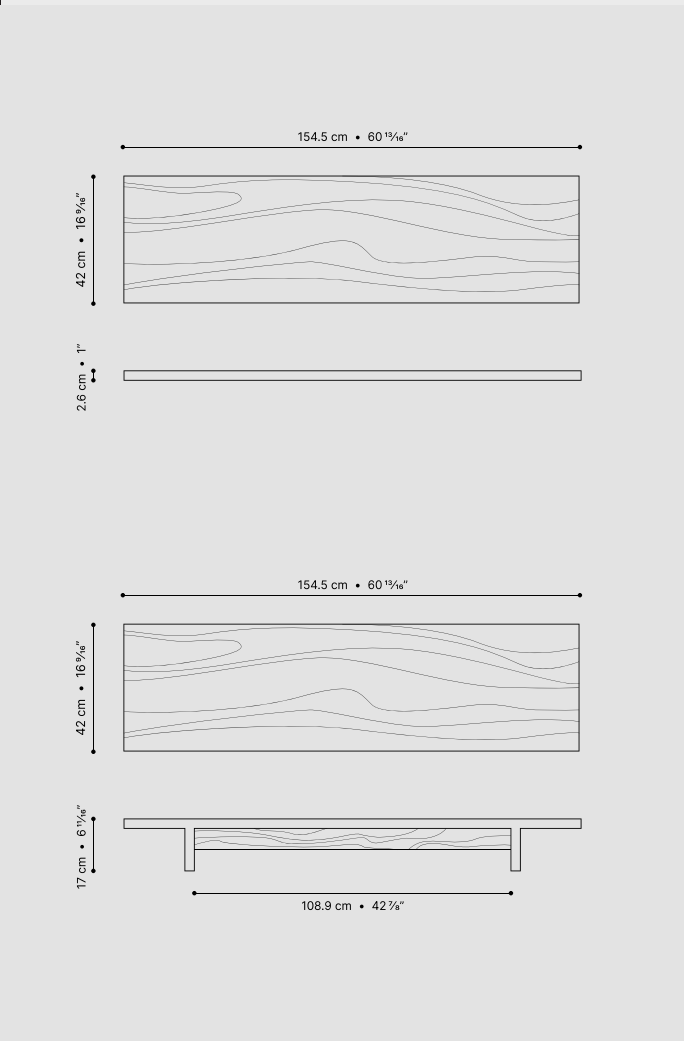 154.5 cm • 60 ¹³⁄₁₆"
42 cm • 16 ⁹⁄₁₆"
2.6 cm • 1"
154.5 cm • 60 ¹³⁄₁₆"
42 cm • 16 ⁹⁄₁₆"
17 cm • 6 ¹¹⁄₁₆"
108.9 cm • 42 ⅞"